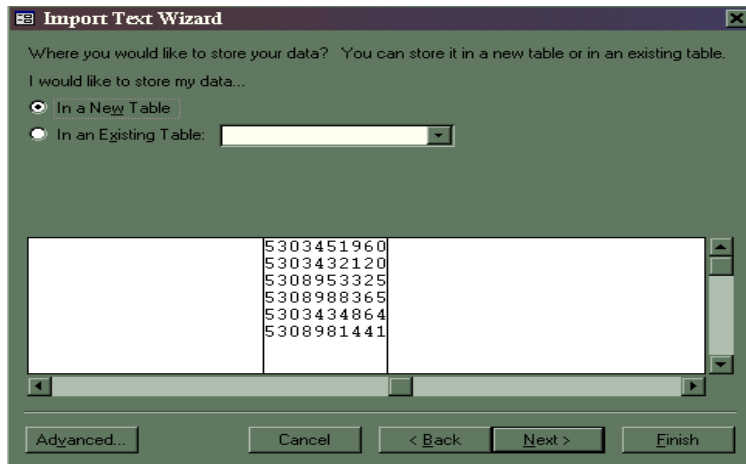 Import Text Wizard
Where you would like to store your data? You can store it in a new table or in an existing table.
I would like to store my data...
In a New Table
In an Existing Table:
5303451960
5303432120
5308953325
5308988365
5303434864
5308981441
Advanced... Cancel < Back Next > Finish